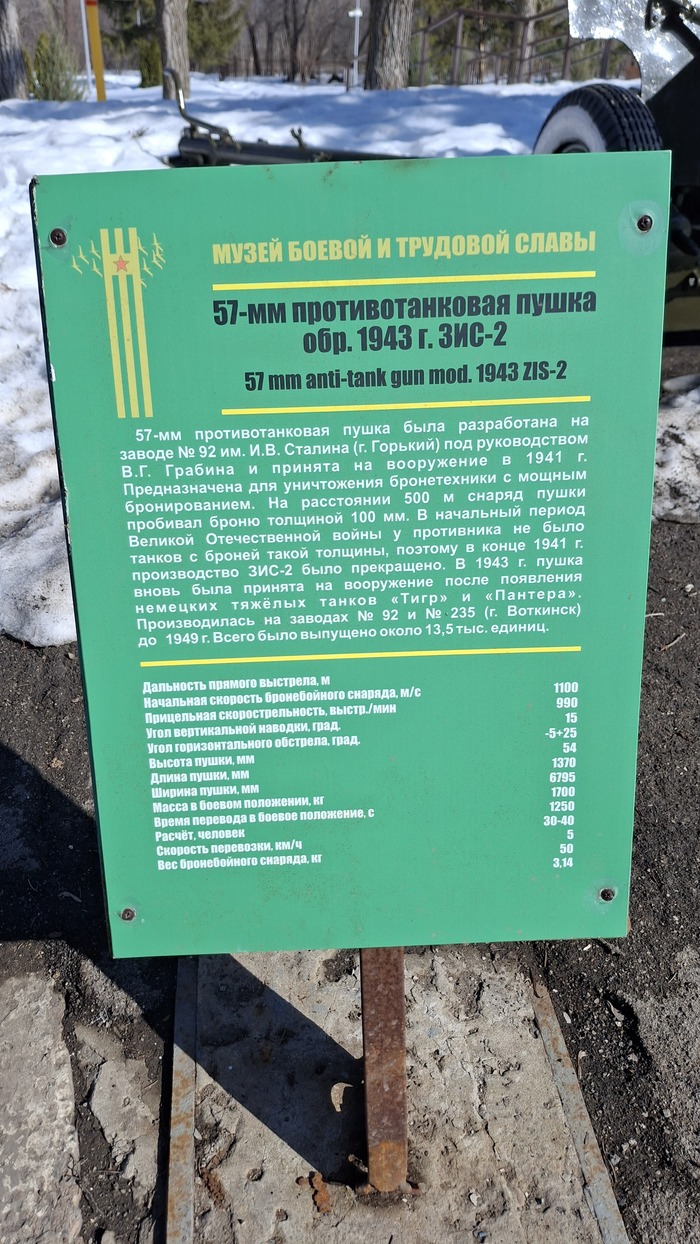 МУЗЕЙ БОЕВОЙ И ТРУДОВОЙ СЛАВЫ
57-мм противотанковая пушка
обр. 1943 г. ЗИС-2
57 mm anti-tank gun mod. 1943 ZIS-2
57-мм противотанковая пушка была разработана на
заводе № 92 им. И.В. Сталина (г. Горький) под руководством
В.Г. Грабина и принята на вооружение в 1941 г.
Предназначена для уничтожения бронетехники с мощным
бронированием. На расстоянии 500 м снаряд пушки
пробивал броню толщиной 100 мм. В начальный период
Великой Отечественной войны у противника не было
танков с броней такой толщины, поэтому в конце 1941 г.
производство ЗИС-2 было прекращено. В 1943 г. пушка
вновь была принята на вооружение после появления
немецких тяжёлых танков «Тигр» и «Пантера».
Производилась на заводах № 92 и № 235 (г. Воткинск)
до 1949 г. Всего было выпущено около 13,5 тыс. единиц.
Дальность прямого выстрела, м 1100
Начальная скорость бронебойного снаряда, м/с 990
Прицельная скорострельность, выстр./мин 15
Угол вертикальной наводки, град. -5+25
Угол горизонтального обстрела, град. 54
Высота пушки, мм 1370
Длина пушки, мм 6795
Ширина пушки, мм 1700
Масса в боевом положении, кг 1250
Время перевода в боевое положение, с 30-40
Расчёт, человек 5
Скорость перевозки, км/ч 50
Вес бронебойного снаряда, кг 3,14